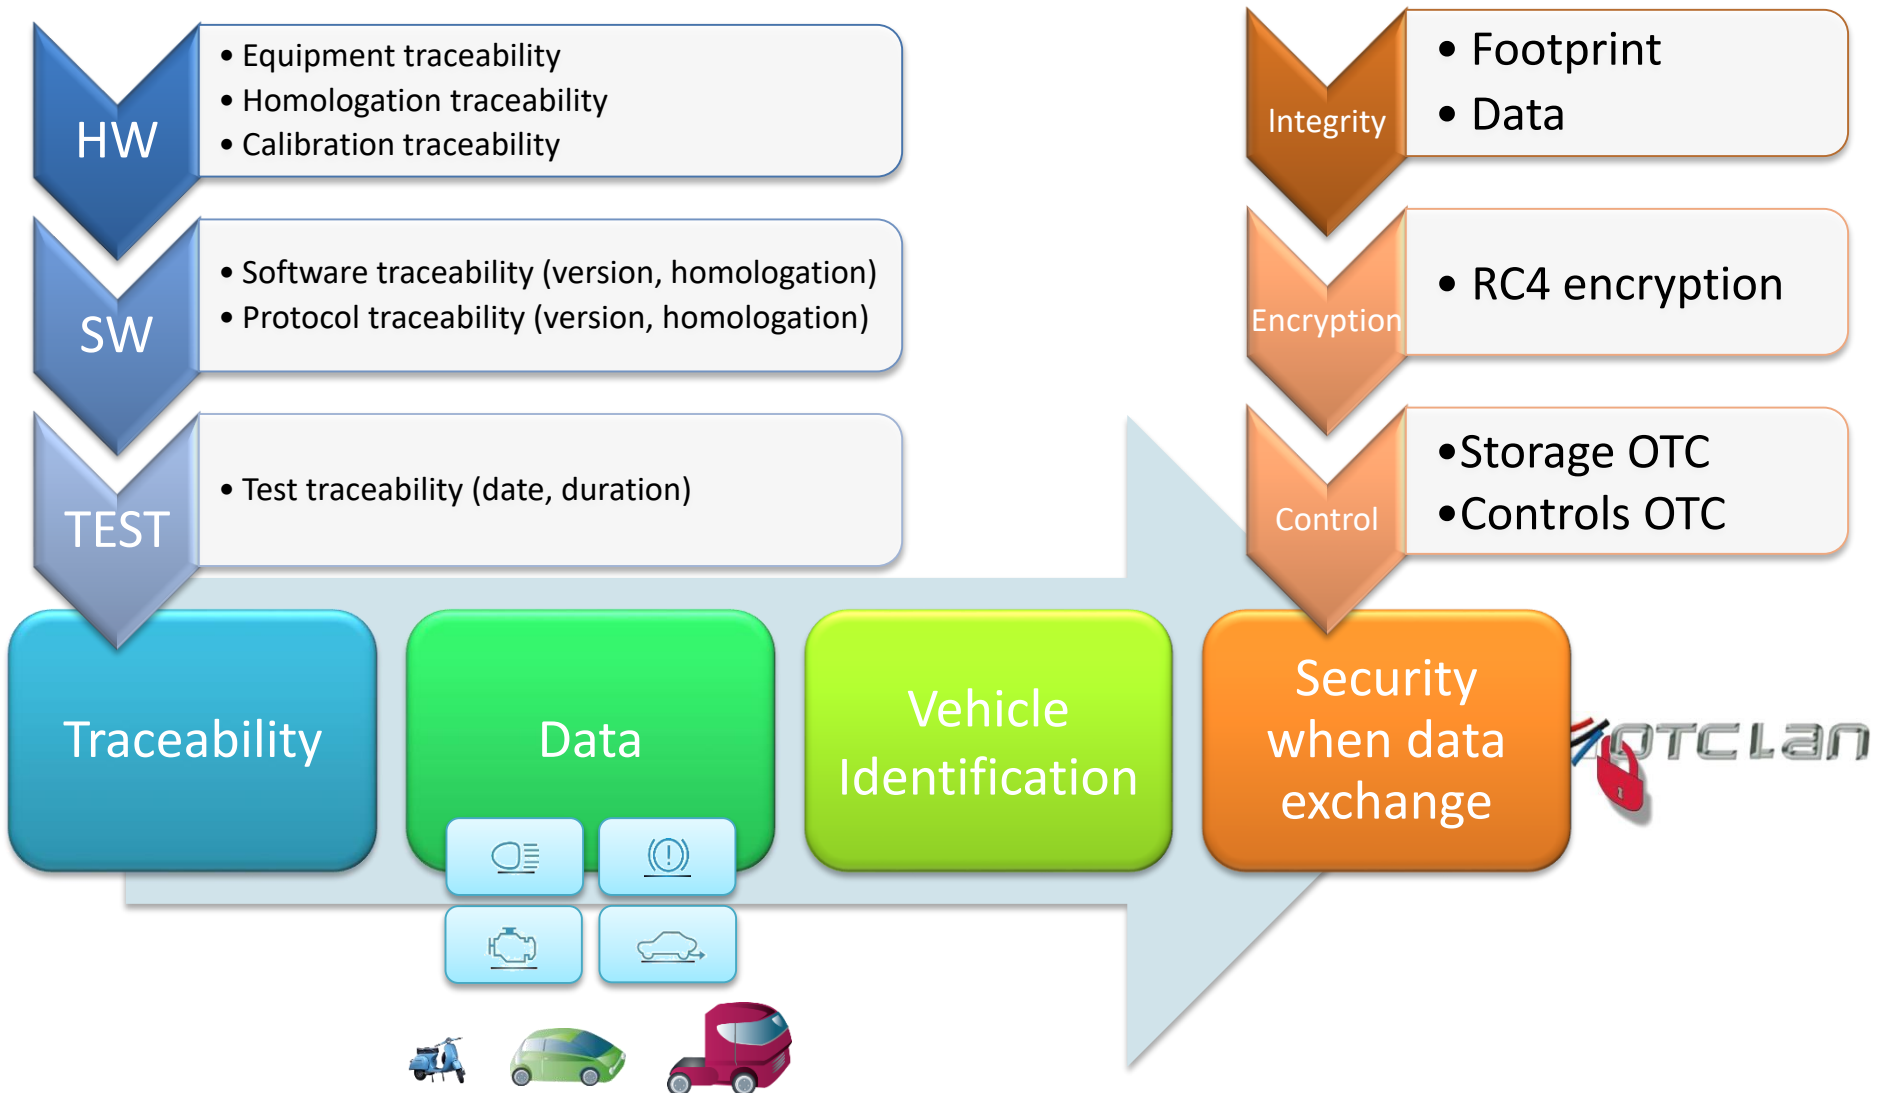 HW
• Equipment traceability
• Homologation traceability
• Calibration traceability
SW
• Software traceability (version, homologation)
• Protocol traceability (version, homologation)
TEST
• Test traceability (date, duration)
Integrity
• Footprint
• Data
Encryption
• RC4 encryption
Control
•Storage OTC
•Controls OTC
Traceability
Data
Vehicle
Identification
Security
when data
exchange
OTCLan